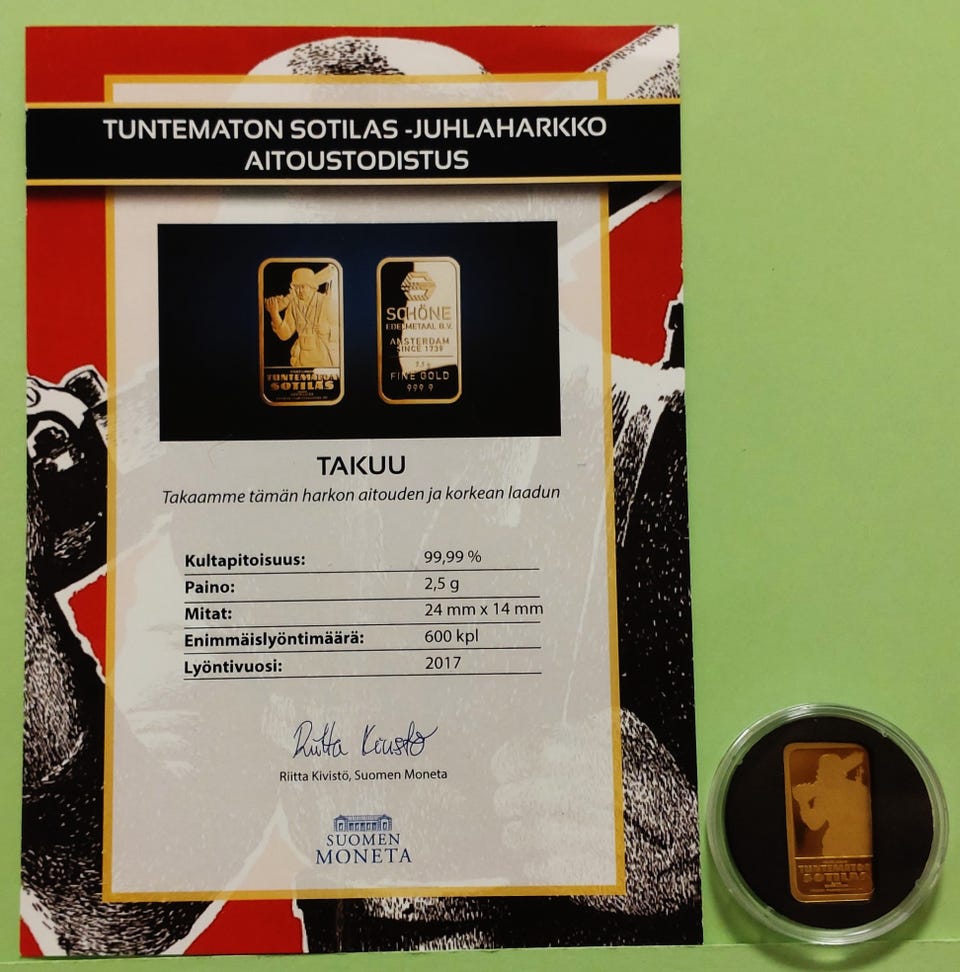 TUNTEMATON SOTILAS -JUHLAHARKKO
AITOUSTODISTUS
TUNTEMATON
SOTILAS
SCHÖNE
EDELMETAAL B.V.
AMSTERDAM
SINCE 1739
FINE GOLD
999 9
TAKUU
Takaamme tämän harkon aitouden ja korkean laadun
Kultapitoisuus: 99,99 %
Paino: 2,5 g
Mitat: 24 mm x 14 mm
Enimmäislyöntimäärä: 600 kpl
Lyöntivuosi: 2017
Riitta Kivistö
Riitta Kivistö, Suomen Moneta
SUOMEN
MONETA
TUNTEMATON
SOTILAS